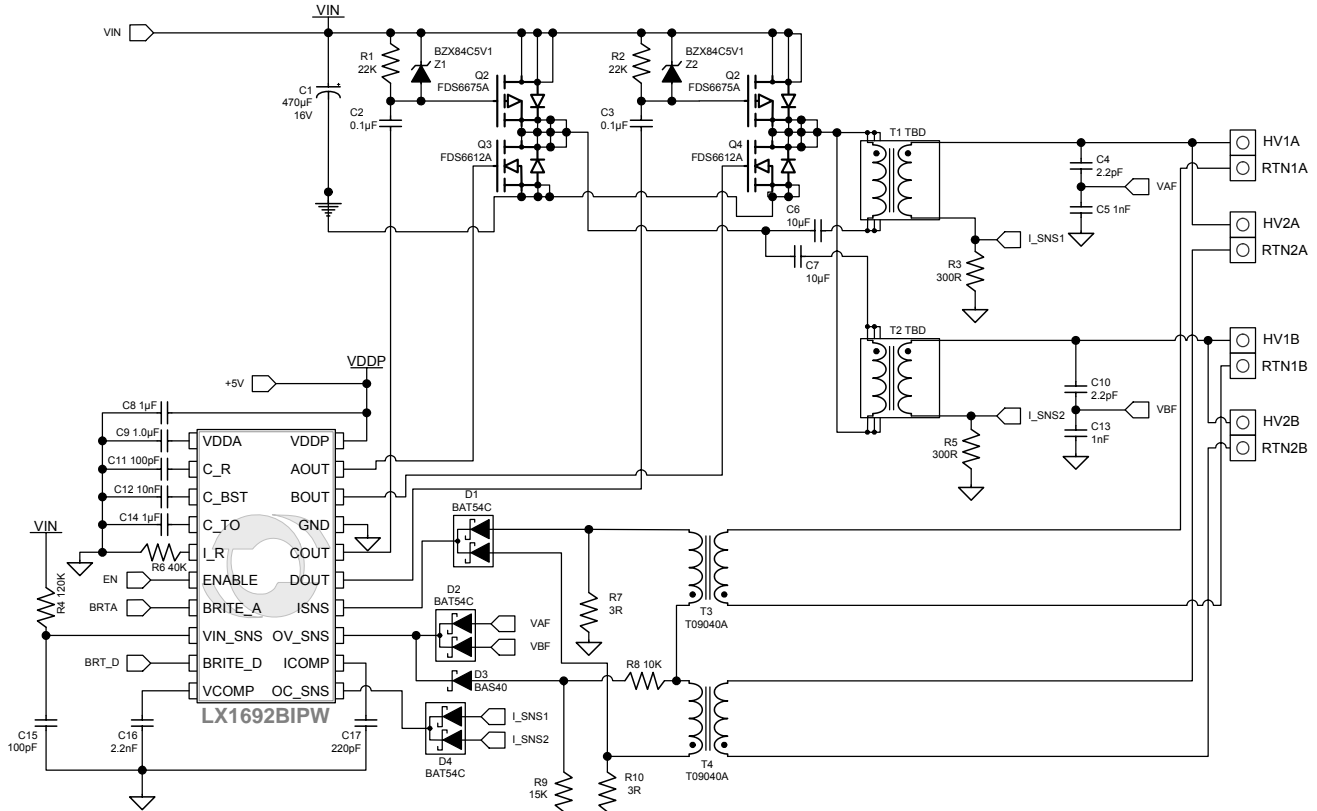 VIN
VIN
C1
470µF
16V
R1
22K
BZX84C5V1
Z1
C2
0.1µF
Q2
FDS6675A
Q3
FDS6612A
R2
22K
BZX84C5V1
Z2
C3
0.1µF
Q2
FDS6675A
Q4
FDS6612A
T1 TBD
C6
10µF
C7
10µF
C4
2.2pF
VAF
C5 1nF
I_SNS1
R3
300R
HV1A
RTN1A
HV2A
RTN2A
T2 TBD
C10
2.2pF
VBF
C13
1nF
I_SNS2
R5
300R
HV1B
RTN1B
HV2B
RTN2B
VDDP
+5V
C8 1µF
C9 1.0µF
C11 100pF
C12 10nF
C14 1µF
R6 40K
VIN
R4 120K
EN
BRTA
BRT_D
VDDA
C_R
C_BST
C_TO
I_R
ENABLE
BRITE_A
VIN_SNS
BRITE_D
VCOMP
VDDP
AOUT
BOUT
GND
COUT
DOUT
ISNS
OV_SNS
ICOMP
OC_SNS
LX1692BIPW
C15
100pF
C16
2.2nF
C17
220pF
D1
BAT54C
D2
BAT54C
VAF
VBF
D3
BAS40
I_SNS1
I_SNS2
D4
BAT54C
R7
3R
R8 10K
R9
15K
R10
3R
T3
T09040A
T4
T09040A